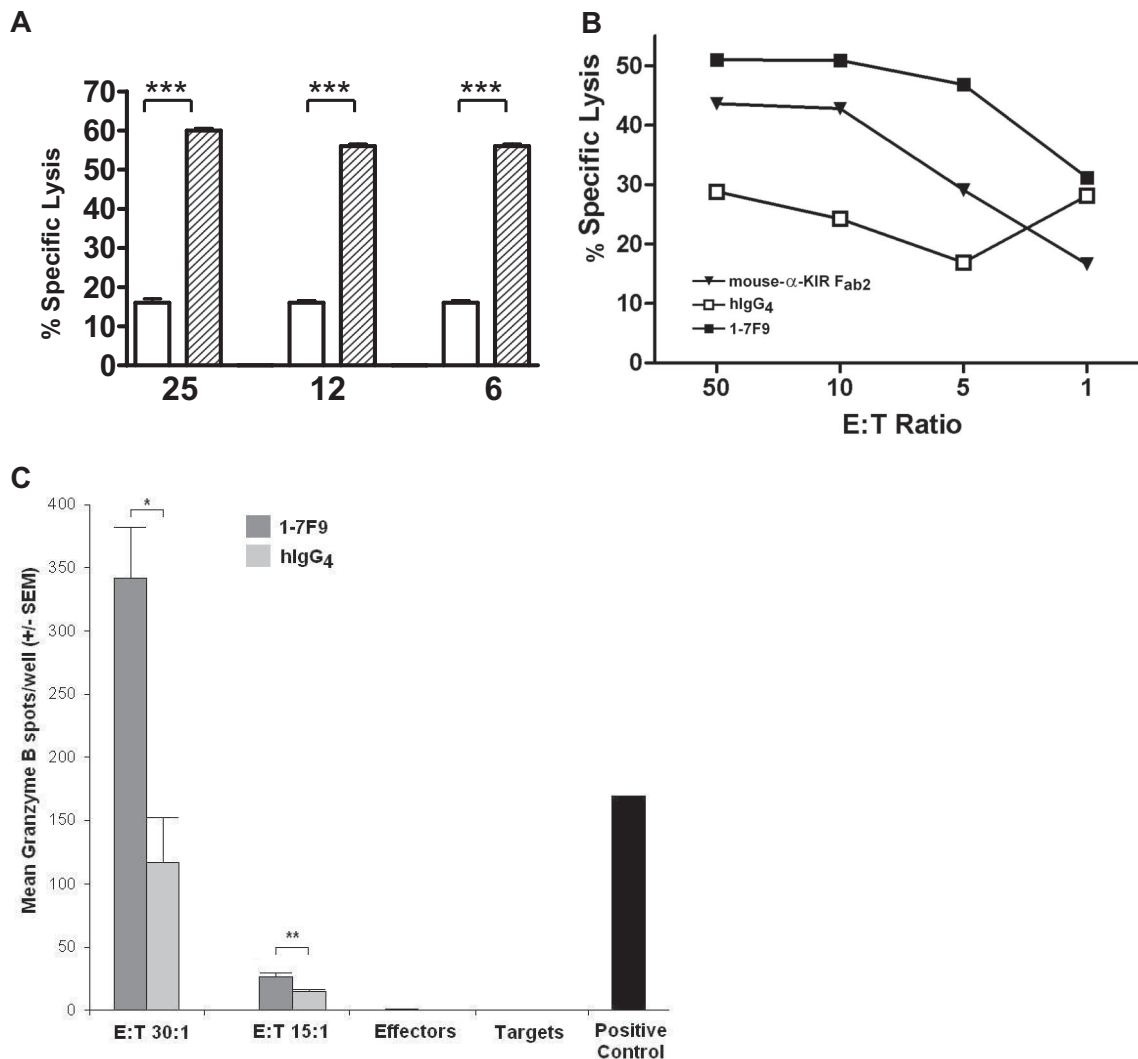 A
70
60
50
40
30
20
10
0
% Specific Lysis
*** *** ***
25 12 6
B
50
40
30
20
10
0
% Specific Lysis
mouse-α-KIR Fab2
hIgG4
1-7F9
50 10 5 1
E:T Ratio
C
400
350
300
250
200
150
100
50
0
Mean Granzyme B spots/well (+/- SEM)
*
**
1-7F9
hIgG4
E:T 30:1 E:T 15:1 Effectors Targets Positive
Control